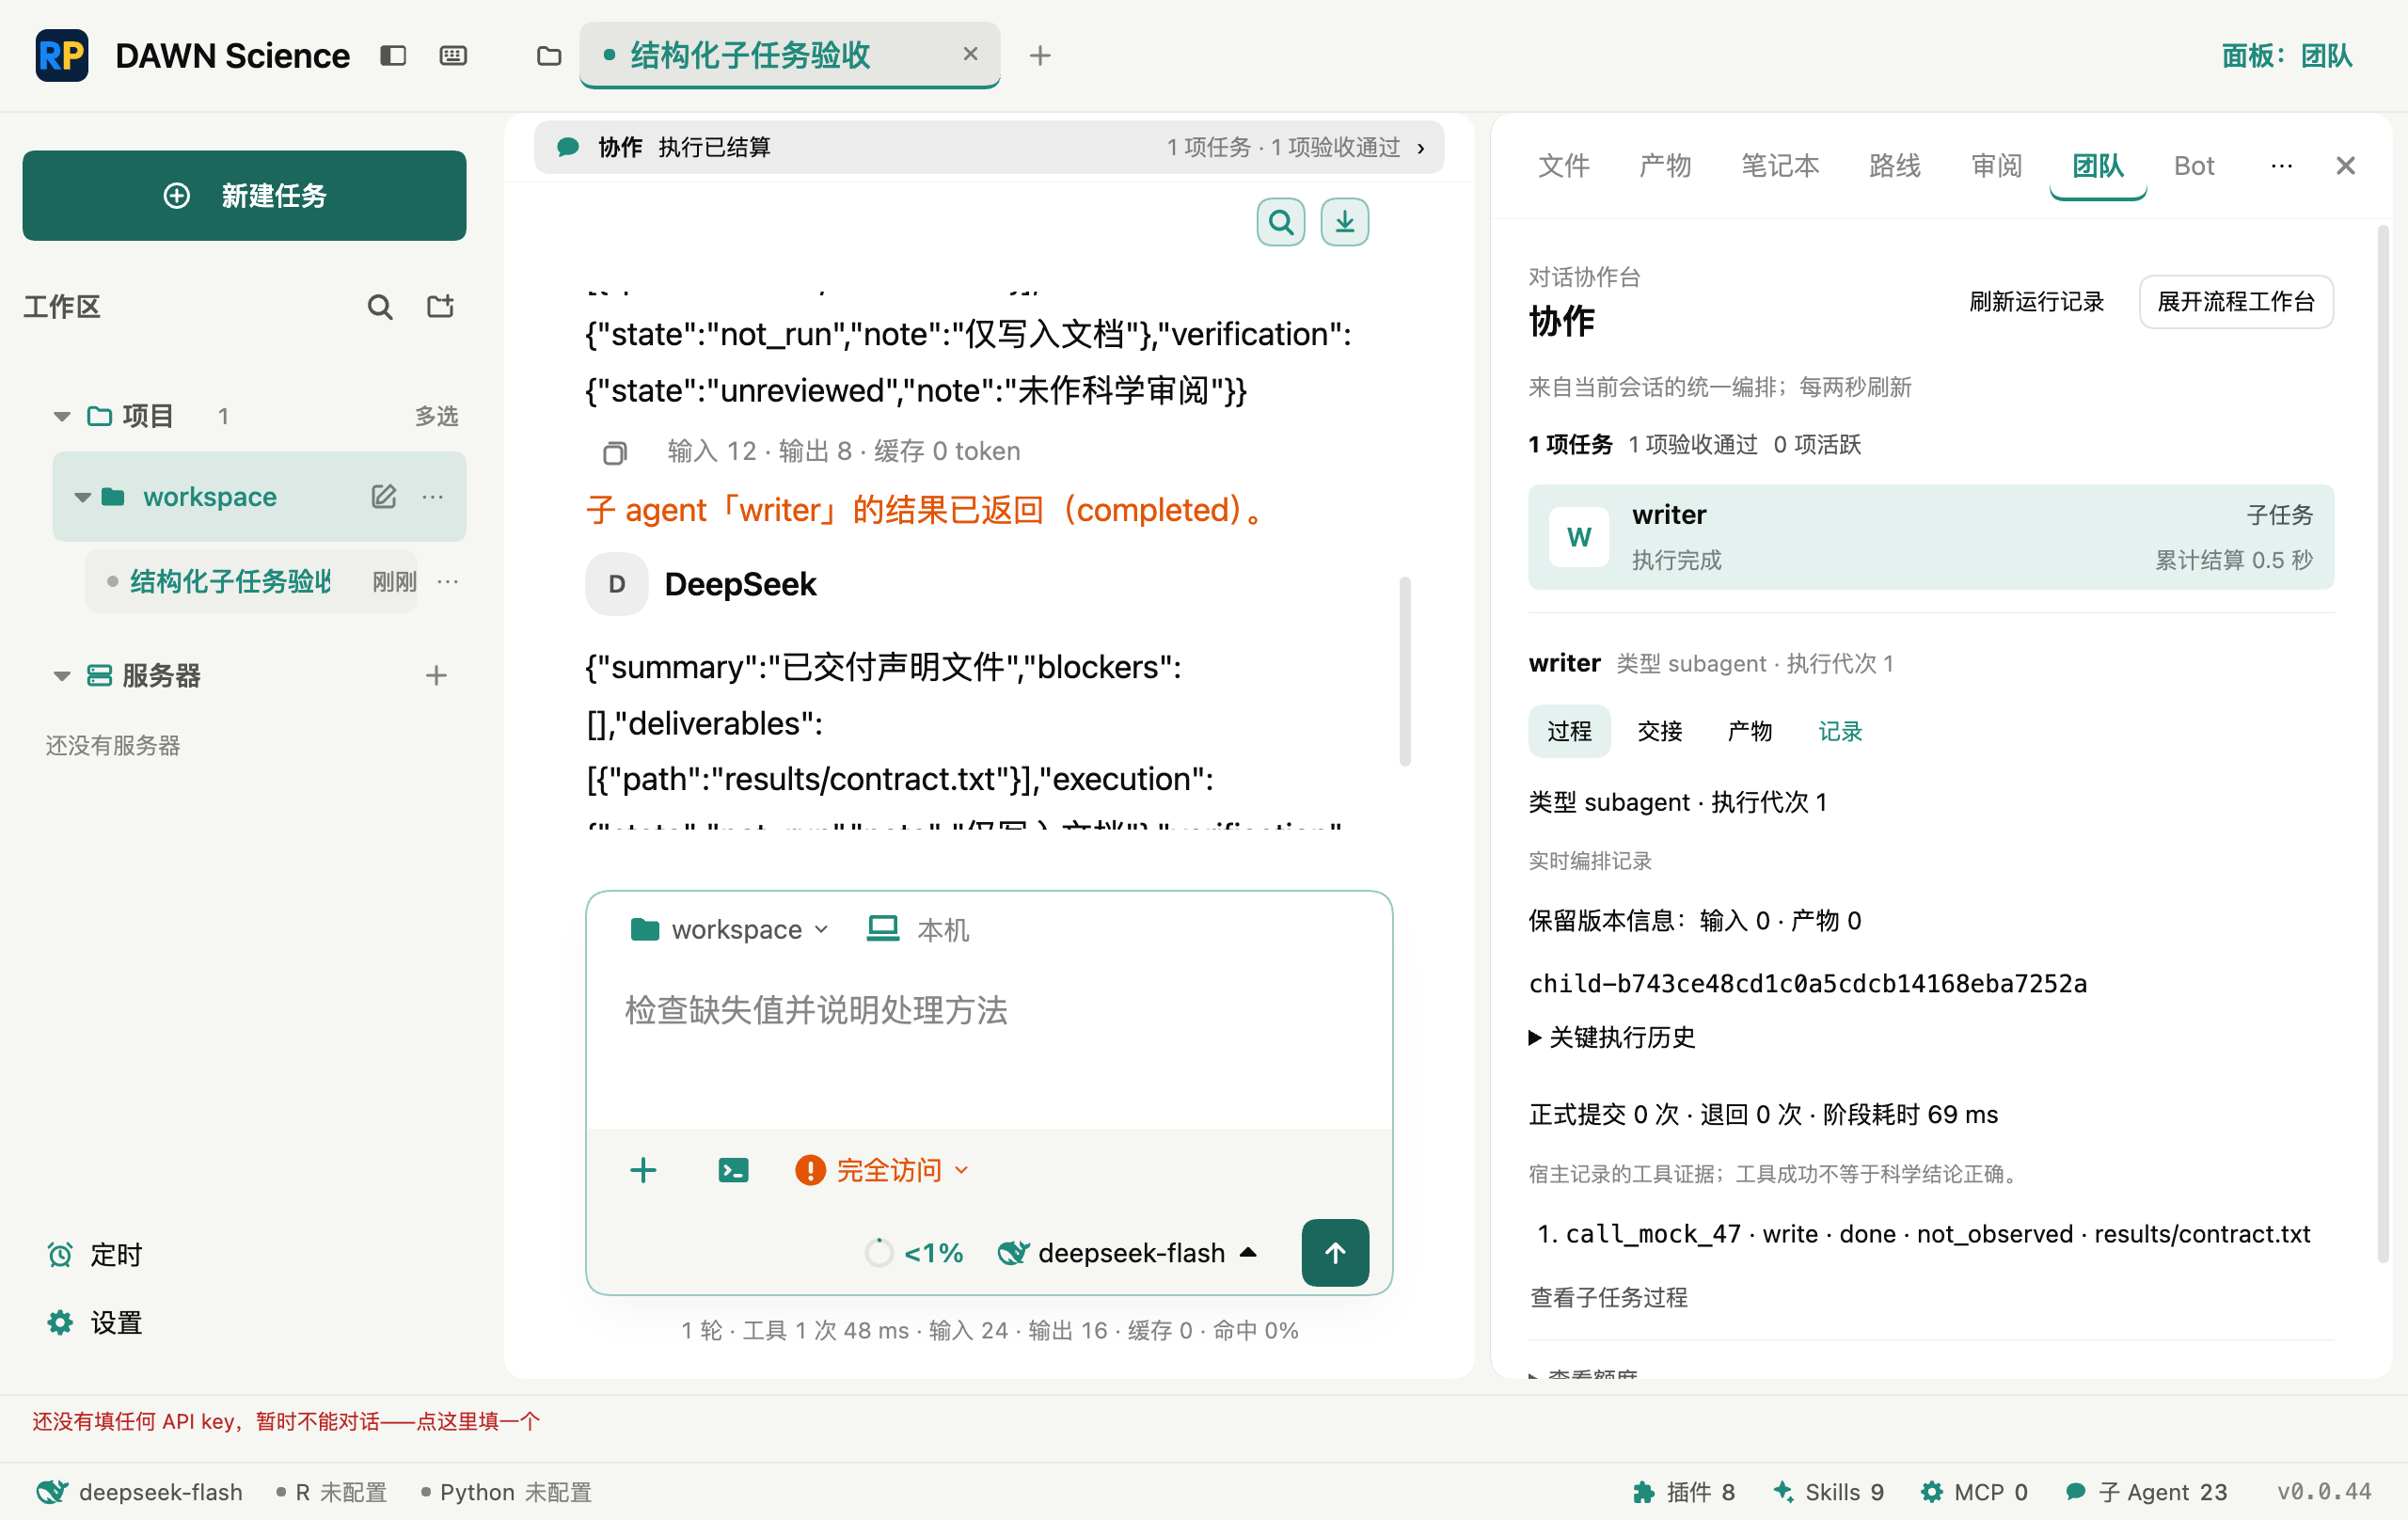 RP
DAWN Science
结构化子任务验收
面板：团队
新建任务
工作区
项目 1 多选
workspace
结构化子任务验收 刚刚
服务器
还没有服务器
定时
设置
协作 执行已结算 1 项任务 · 1 项验收通过
{"state":"not_run","note":"仅写入文档"},"verification":
{"state":"unreviewed","note":"未作科学审阅"}}
输入 12 · 输出 8 · 缓存 0 token
子 agent「writer」的结果已返回（completed）。
D DeepSeek
{"summary":"已交付声明文件","blockers":
[],"deliverables":
[{"path":"results/contract.txt"}],"execution":
{"state":"not_run","note":"仅写入文档"},"verification":
workspace 本机
检查缺失值并说明处理方法
完全访问
<1% deepseek-flash
1 轮 · 工具 1 次 48 ms · 输入 24 · 输出 16 · 缓存 0 · 命中 0%
文件 产物 笔记本 路线 审阅 团队 Bot ···
对话协作台
协作
刷新运行记录 展开流程工作台
来自当前会话的统一编排；每两秒刷新
1 项任务 1 项验收通过 0 项活跃
W writer 子任务
执行完成 累计结算 0.5 秒
writer 类型 subagent · 执行代次 1
过程 交接 产物 记录
类型 subagent · 执行代次 1
实时编排记录
保留版本信息：输入 0 · 产物 0
child-b743ce48cd1c0a5cdcb14168eba7252a
关键执行历史
正式提交 0 次 · 退回 0 次 · 阶段耗时 69 ms
宿主记录的工具证据；工具成功不等于科学结论正确。
1. call_mock_47 · write · done · not_observed · results/contract.txt
查看子任务过程
查看额度
还没有填任何 API key，暂时不能对话——点这里填一个
deepseek-flash R 未配置 Python 未配置
插件 8 Skills 9 MCP 0 子 Agent 23 v0.0.44